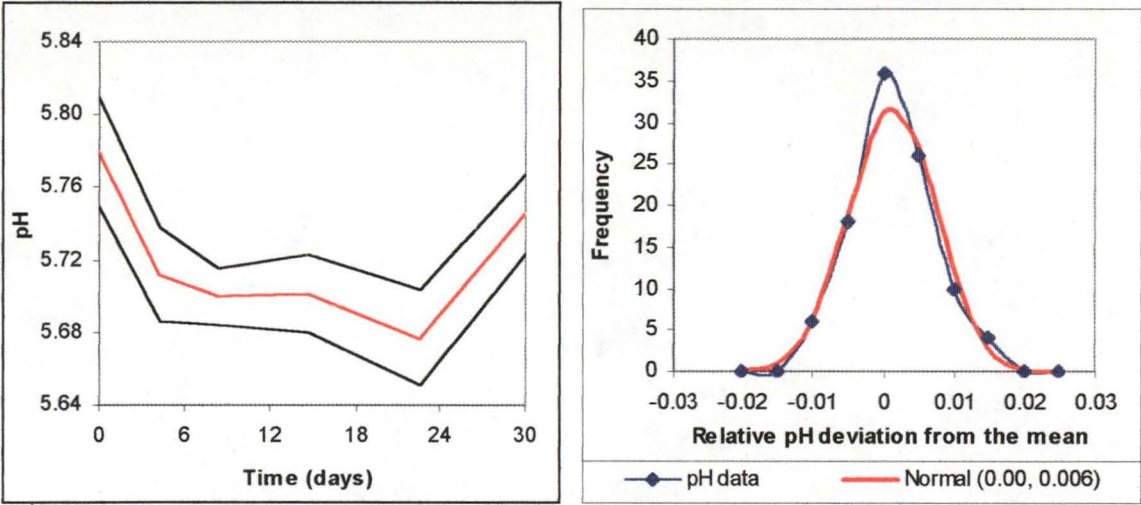 5.84
5.80
5.76
5.72
5.68
5.64
pH
0 6 12 18 24 30
Time (days)
40
35
30
25
20
15
10
5
0
Frequency
-0.03 -0.02 -0.01 0 0.01 0.02 0.03
Relative pH deviation from the mean
pH data Normal (0.00, 0.006)